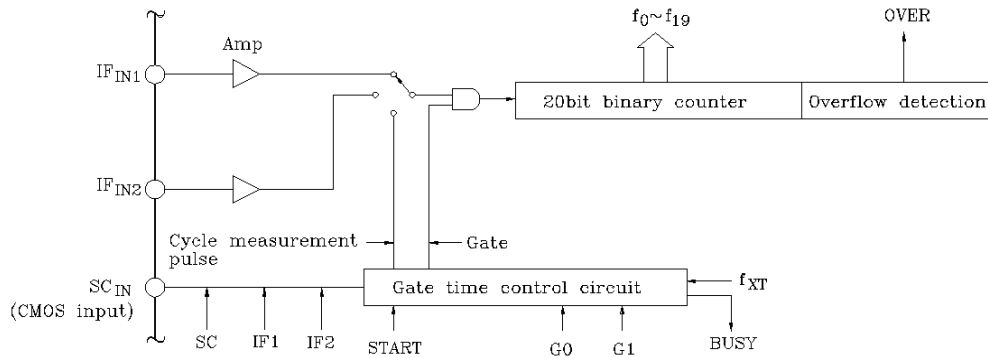 f0~f19
OVER
Amp
IFIN1
20bit binary counter
Overflow detection
IFIN2
Cycle measurement
pulse
Gate
SCIN
(CMOS input)
Gate time control circuit
fXT
SC
IF1
IF2
START
G0
G1
BUSY